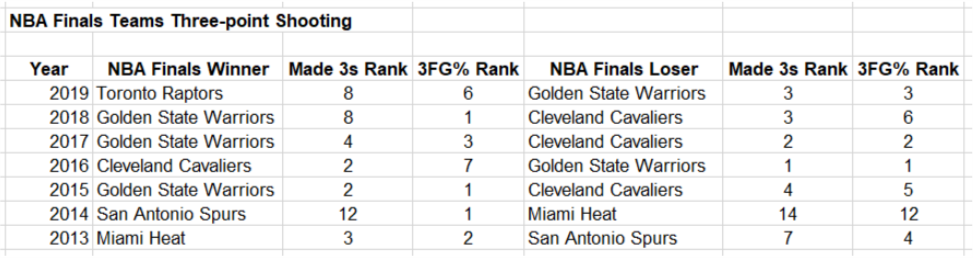 NBA Finals Teams Three-point Shooting
Year NBA Finals Winner Made 3s Rank 3FG% Rank NBA Finals Loser Made 3s Rank 3FG% Rank
2019 Toronto Raptors 8 6 Golden State Warriors 3 3
2018 Golden State Warriors 8 1 Cleveland Cavaliers 3 6
2017 Golden State Warriors 4 3 Cleveland Cavaliers 2 2
2016 Cleveland Cavaliers 2 7 Golden State Warriors 1 1
2015 Golden State Warriors 2 1 Cleveland Cavaliers 4 5
2014 San Antonio Spurs 12 1 Miami Heat 14 12
2013 Miami Heat 3 2 San Antonio Spurs 7 4